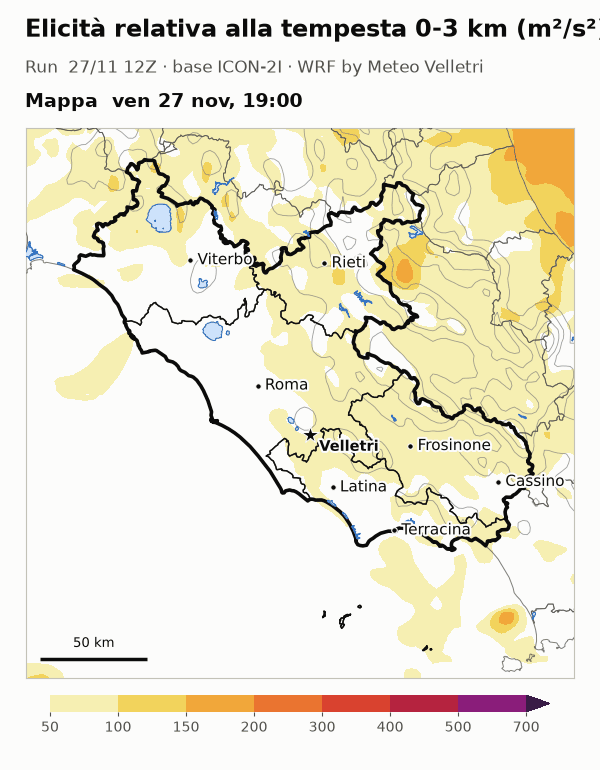 Elicità relativa alla tempesta 0-3 km (m²/s²)
Run 27/11 12Z · base ICON-2I · WRF by Meteo Velletri
Mappa ven 27 nov, 19:00
Viterbo
Rieti
Roma
Velletri
Frosinone
Cassino
Latina
Terracina
50 km
50 100 150 200 300 400 500 700